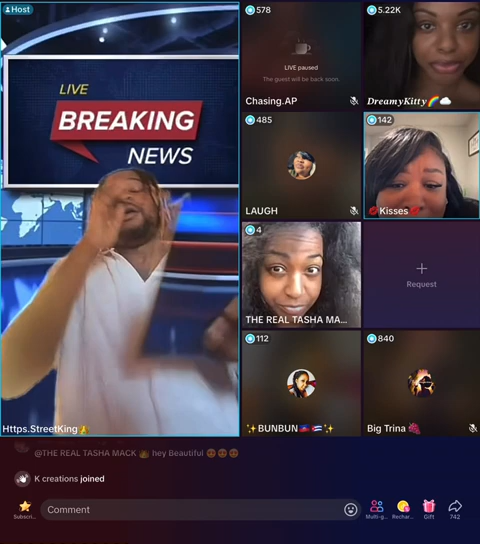 Host
LIVE
BREAKING
NEWS
Https.StreetKing
578
LIVE paused
The guest will be back soon.
Chasing.AP
5.22K
DreamyKitty🌈☁️
485
LAUGH
142
💋Kisses💋
4
THE REAL TASHA MA...
+
Request
112
✨BUNBUN🇭🇹🇨🇺✨
840
Big Trina 🍇
@THE REAL TASHA MACK hey Beautiful 😍😍😍
K creations joined
Subscri...
Comment
Multi-g...
Rechar...
Gift
742